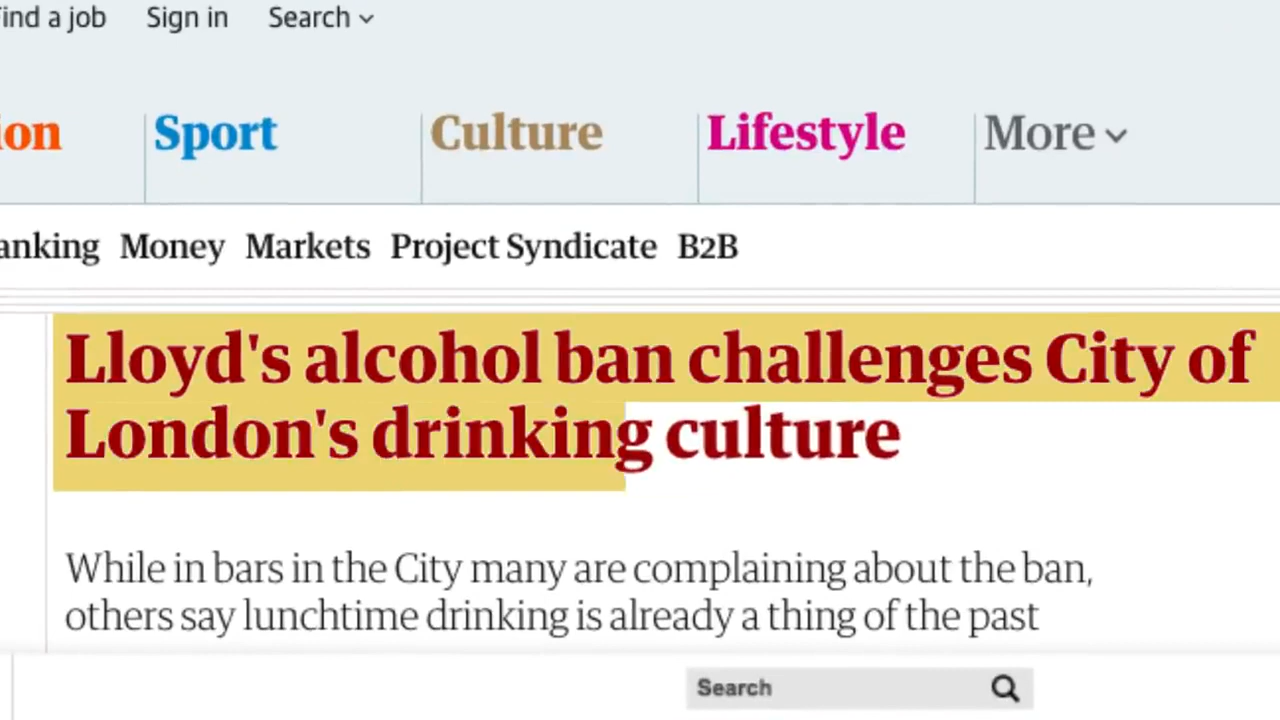 ind a job Sign in Search
ion Sport Culture Lifestyle More
anking Money Markets Project Syndicate B2B
Lloyd's alcohol ban challenges City of
London's drinking culture
While in bars in the City many are complaining about the ban,
others say lunchtime drinking is already a thing of the past
Search